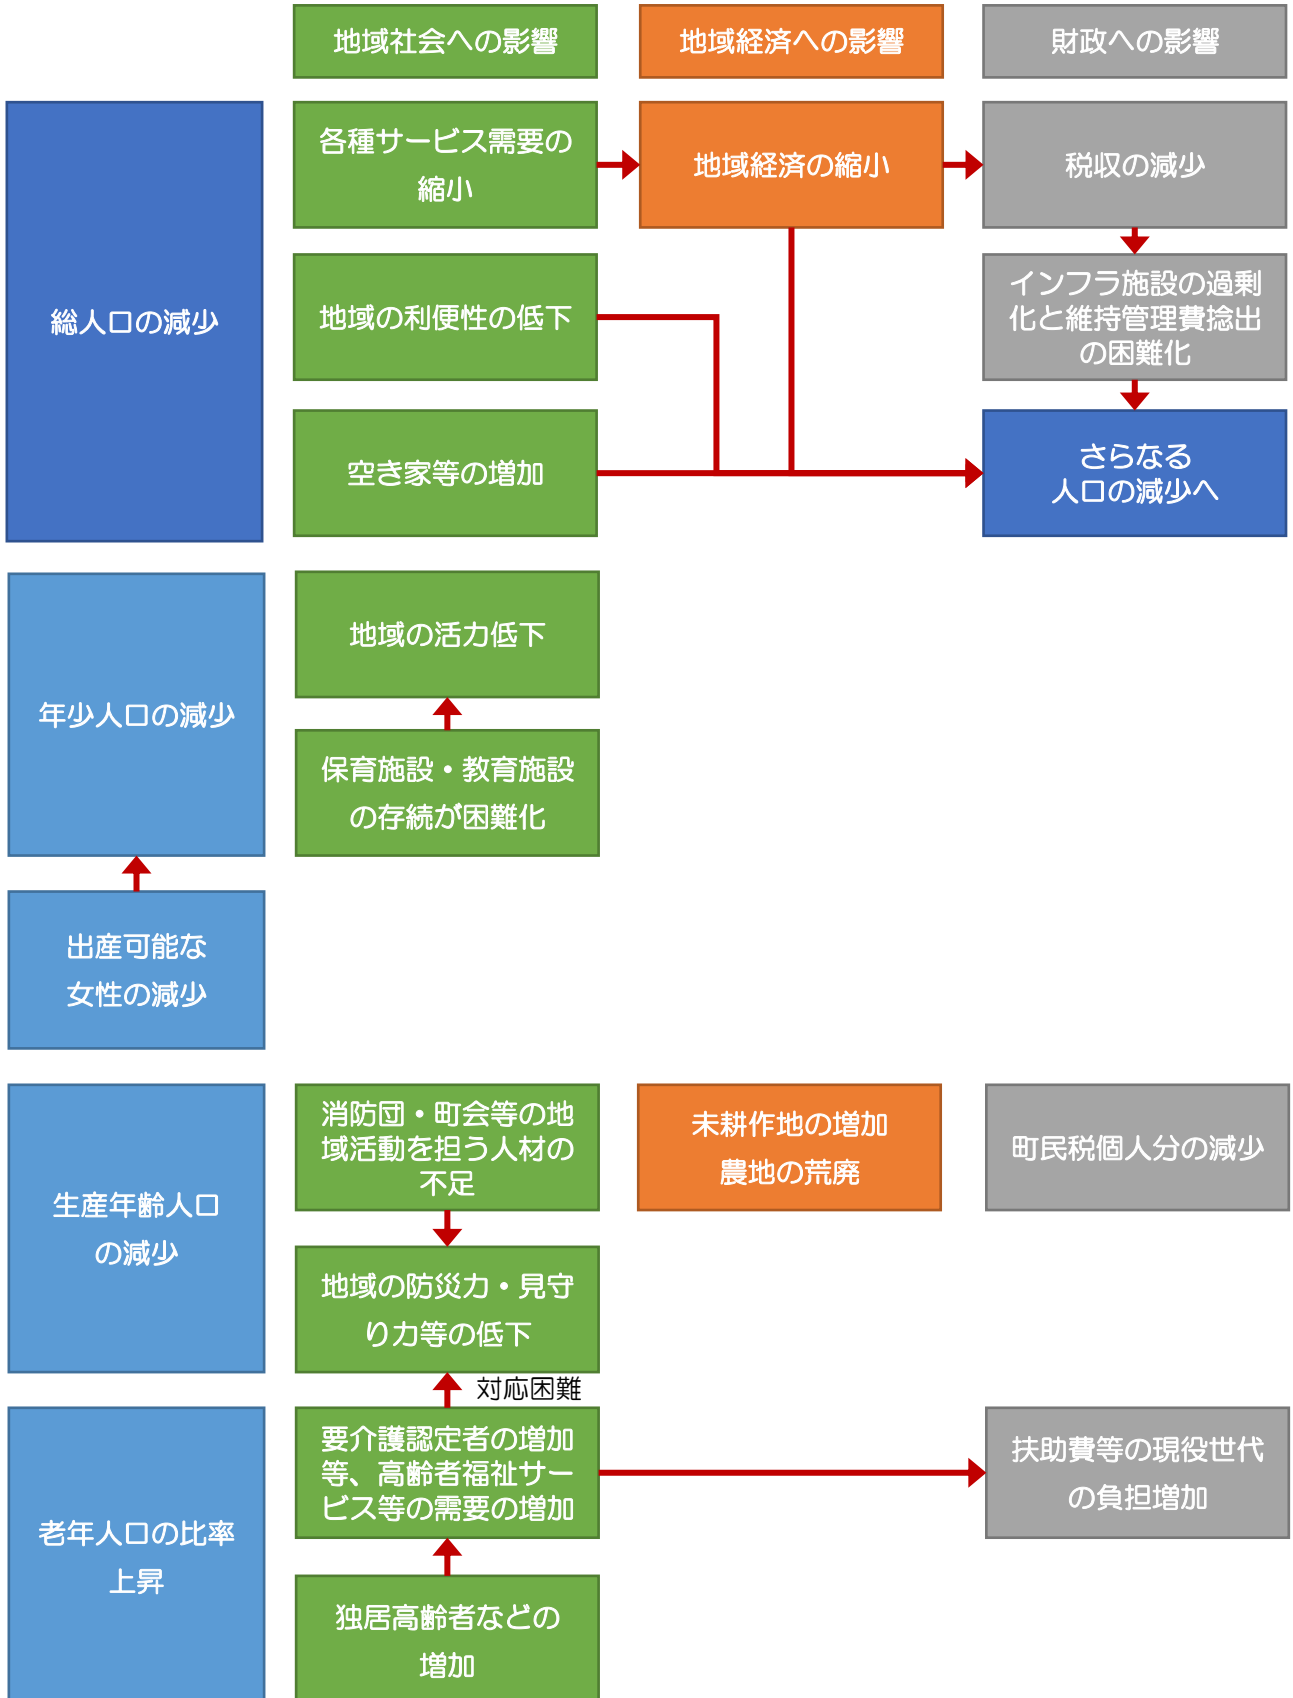 地域社会への影響
地域経済への影響
財政への影響
総人口の減少
各種サービス需要の
縮小
地域経済の縮小
税収の減少
地域の利便性の低下
インフラ施設の過剰
化と維持管理費捻出
の困難化
空き家等の増加
さらなる
人口の減少へ
年少人口の減少
地域の活力低下
保育施設・教育施設
の存続が困難化
出産可能な
女性の減少
生産年齢人口
の減少
消防団・町会等の地
域活動を担う人材の
不足
未耕作地の増加
農地の荒廃
町民税個人分の減少
地域の防災力・見守
り力等の低下
対応困難
老年人口の比率
上昇
要介護認定者の増加
等、高齢者福祉サー
ビス等の需要の増加
扶助費等の現役世代
の負担増加
独居高齢者などの
増加